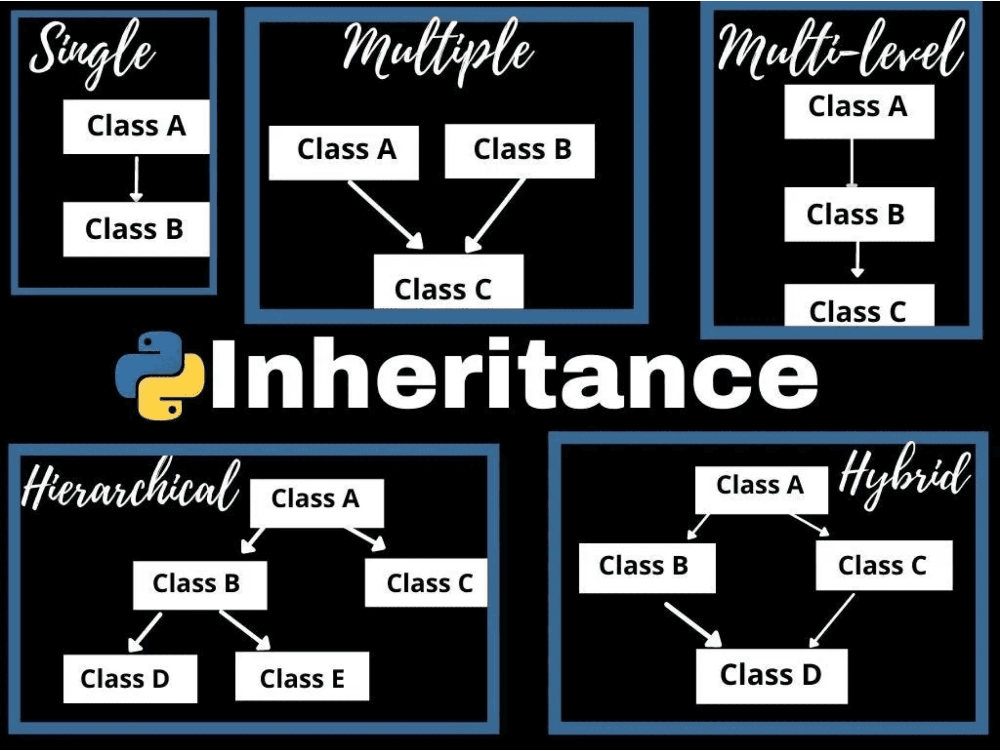 Single
Class A
Class B
Multiple
Class A
Class B
Class C
Multi-level
Class A
Class B
Class C
Inheritance
Hierarchical
Class A
Class B
Class C
Class D
Class E
Hybrid
Class A
Class B
Class C
Class D